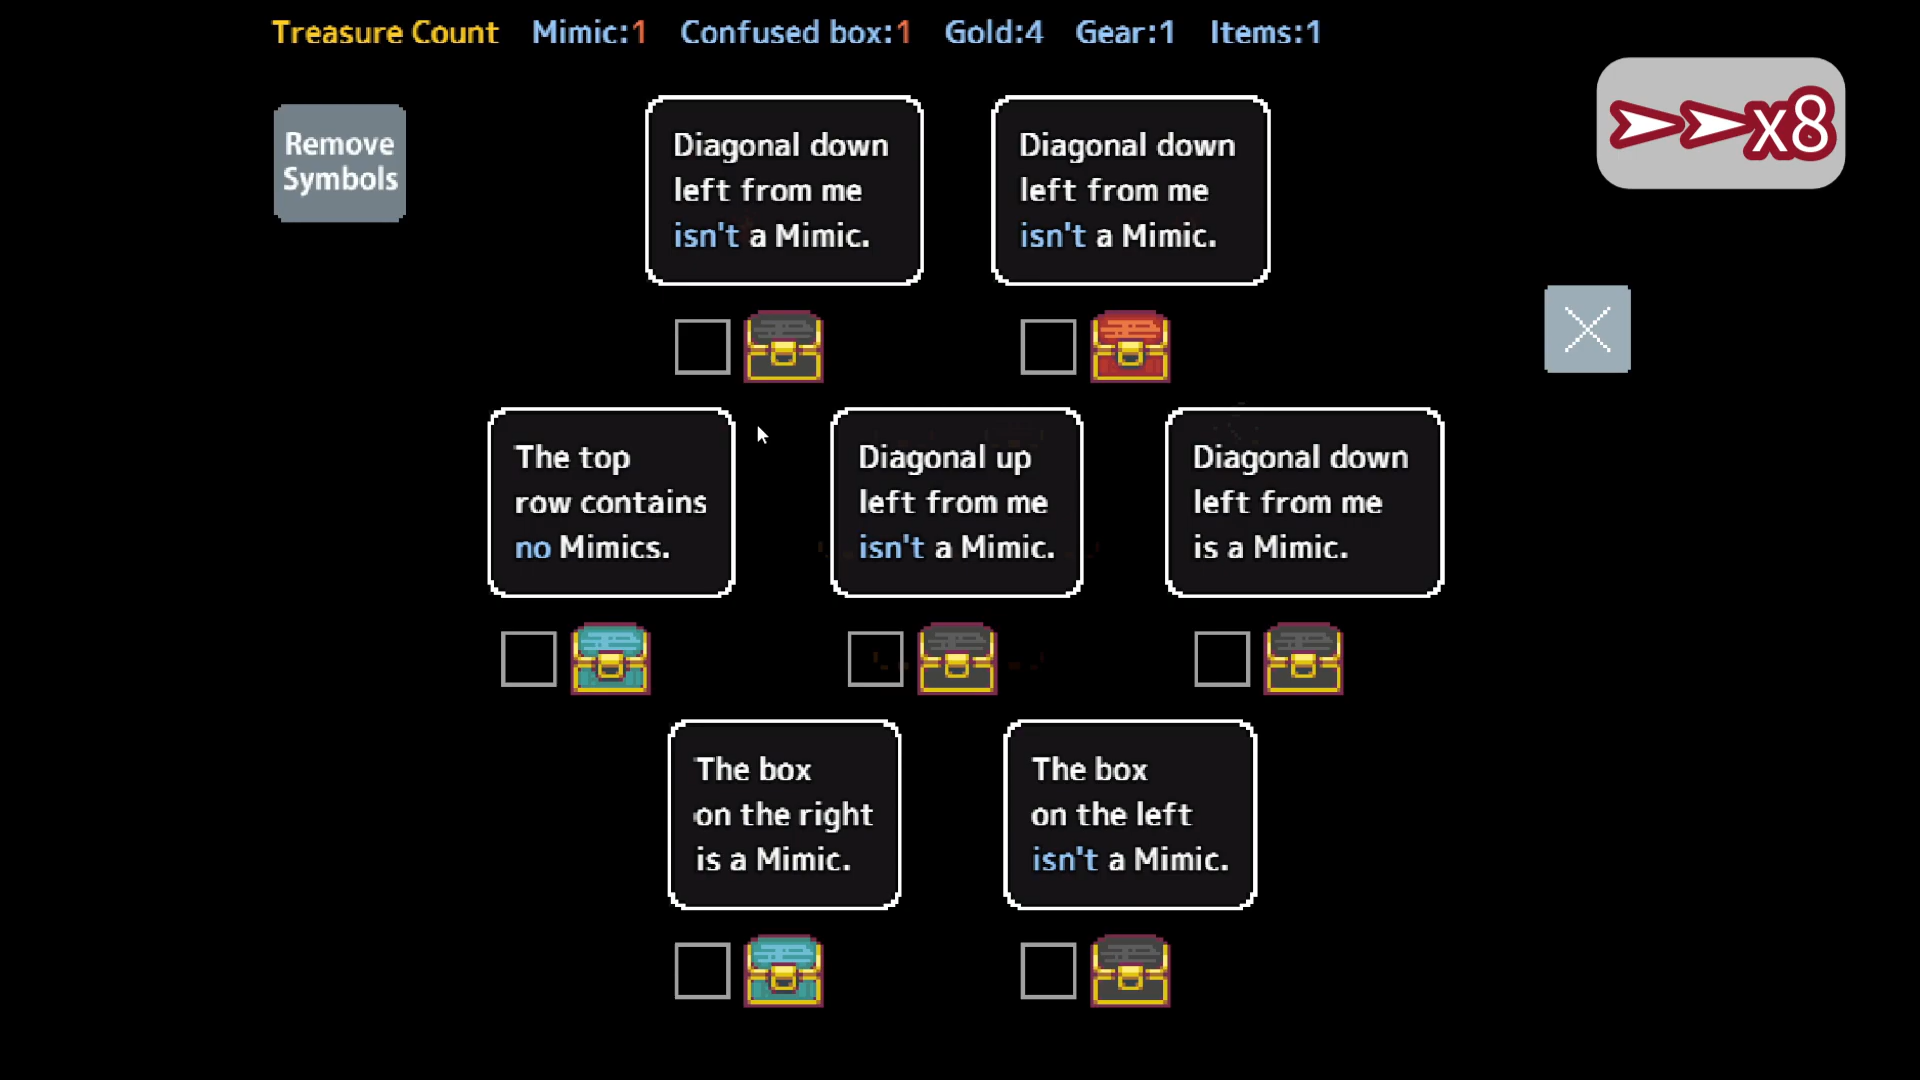 Treasure Count Mimic:1 Confused box:1 Gold:4 Gear:1 Items:1
Remove
Symbols
x8
Diagonal down
left from me
isn't a Mimic.
Diagonal down
left from me
isn't a Mimic.
The top
row contains
no Mimics.
Diagonal up
left from me
isn't a Mimic.
Diagonal down
left from me
is a Mimic.
The box
on the right
is a Mimic.
The box
on the left
isn't a Mimic.